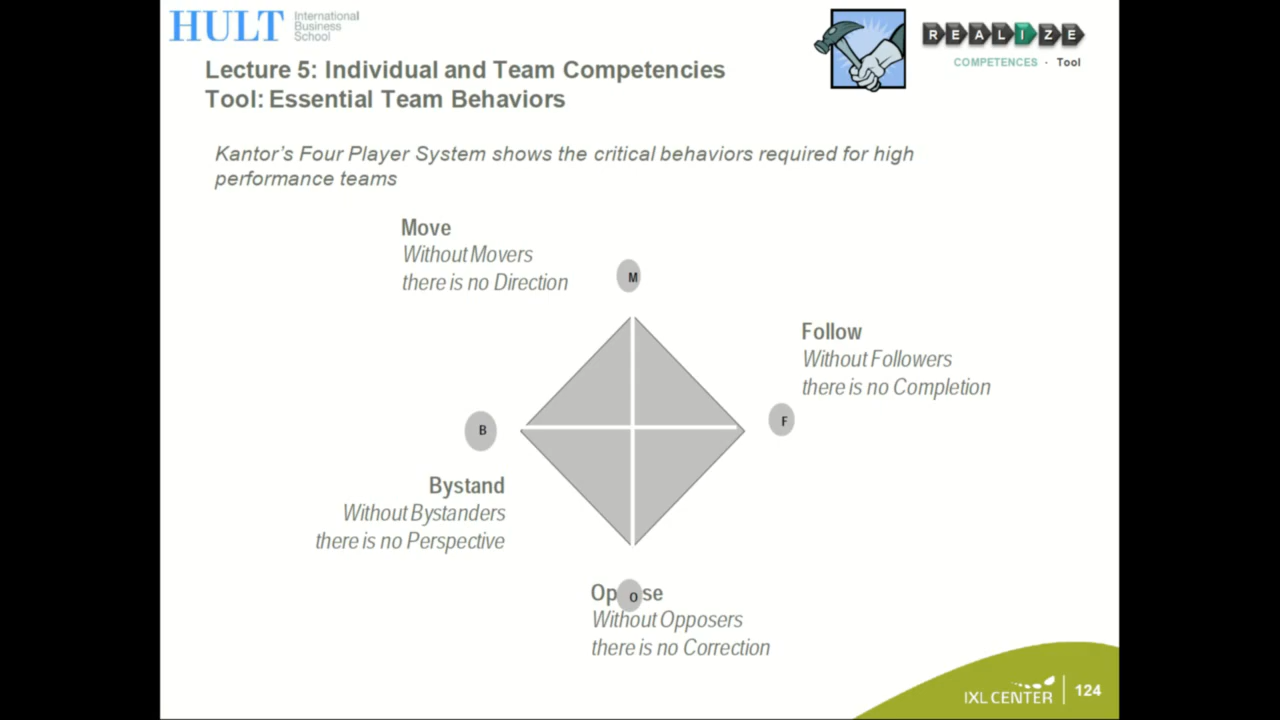 HULT International
Business
School
R E A L I Z E
COMPETENCES · Tool
Lecture 5: Individual and Team Competencies
Tool: Essential Team Behaviors
Kantor's Four Player System shows the critical behaviors required for high
performance teams
Move
Without Movers
there is no Direction
M
Follow
Without Followers
there is no Completion
F
B
Bystand
Without Bystanders
there is no Perspective
Oppose
O
Without Opposers
there is no Correction
IXL CENTER
124